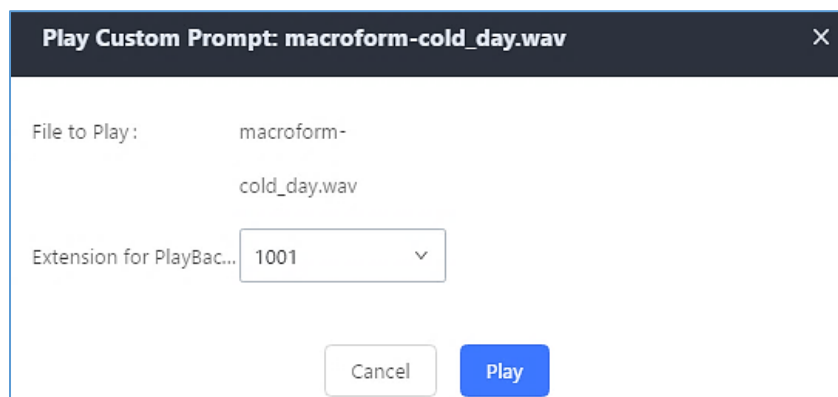 Play Custom Prompt: macroform-cold_day.wav
File to Play : macroform-
cold_day.wav
Extension for PlayBac... 1001
Cancel Play